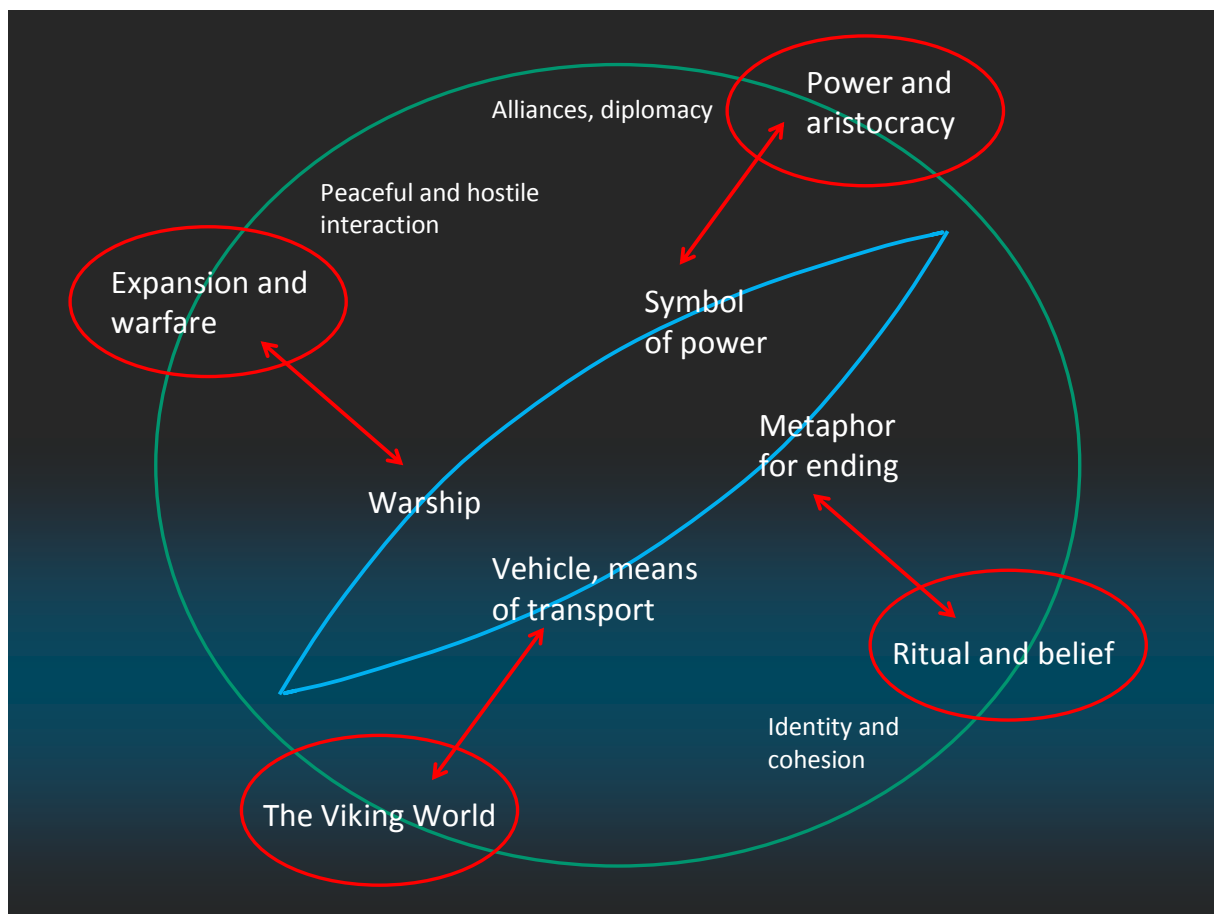 Power and
aristocracy
Alliances, diplomacy
Peaceful and hostile
interaction
Expansion and
warfare
Symbol
of power
Metaphor
for ending
Warship
Vehicle, means
of transport
Ritual and belief
Identity and
cohesion
The Viking World